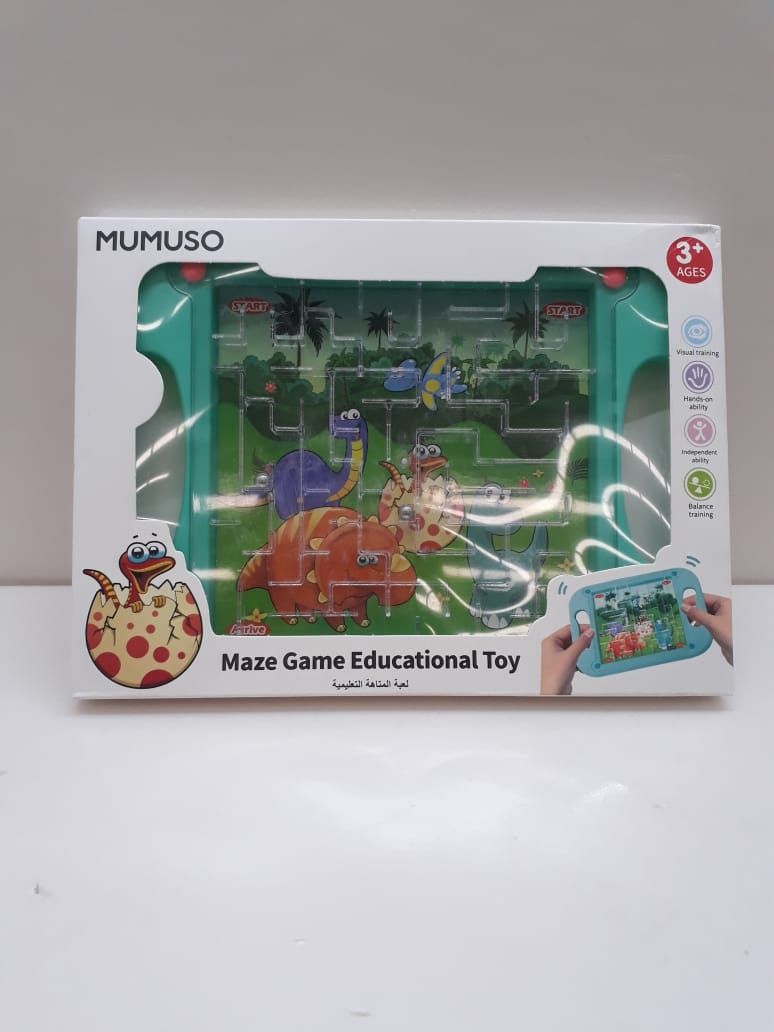 MUMUSO
3+
AGES
START
START
Visual training
Hands-on
ability
Independent
ability
Balance
training
Arrive
Maze Game Educational Toy
لعبة المتاهة التعليمية